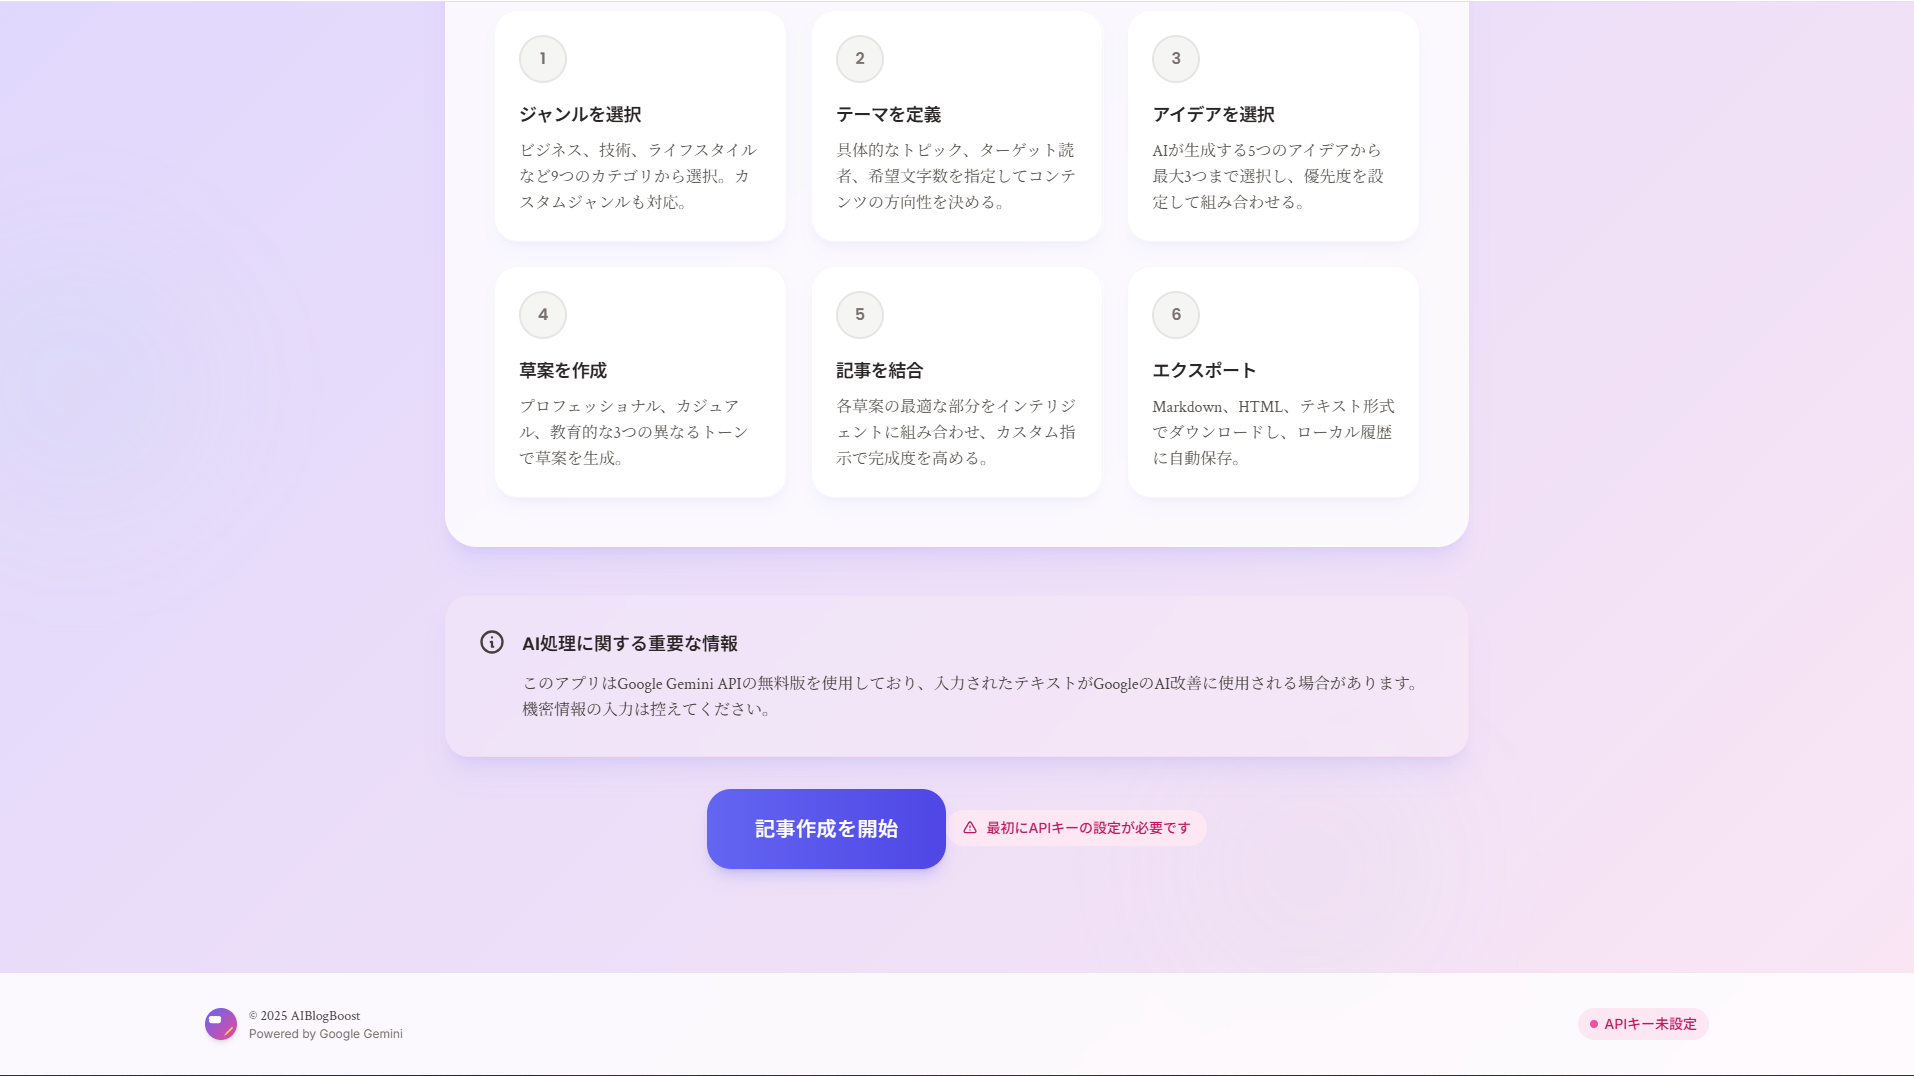 1
ジャンルを選択
ビジネス、技術、ライフスタイル
など9つのカテゴリから選択。カ
スタムジャンルも対応。
2
テーマを定義
具体的なトピック、ターゲット読
者、希望文字数を指定してコンテ
ンツの方向性を決める。
3
アイデアを選択
AIが生成する5つのアイデアから
最大3つまで選択し、優先度を設
定して組み合わせる。
4
草案を作成
プロフェッショナル、カジュア
ル、教育的な3つの異なるトーン
で草案を生成。
5
記事を結合
各草案の最適な部分をインテリジ
ェントに組み合わせ、カスタム指
示で完成度を高める。
6
エクスポート
Markdown、HTML、テキスト形式
でダウンロードし、ローカル履歴
に自動保存。
AI処理に関する重要な情報
このアプリはGoogle Gemini APIの無料版を使用しており、入力されたテキストがGoogleのAI改善に使用される場合があります。
機密情報の入力は控えてください。
記事作成を開始
最初にAPIキーの設定が必要です
© 2025 AIBlogBoost
Powered by Google Gemini
APIキー未設定